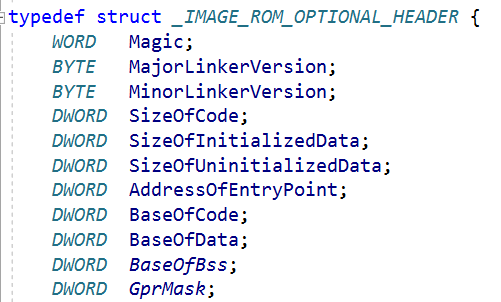 typedef struct _IMAGE_ROM_OPTIONAL_HEADER {
WORD Magic;
BYTE MajorLinkerVersion;
BYTE MinorLinkerVersion;
DWORD SizeOfCode;
DWORD SizeOfInitializedData;
DWORD SizeOfUninitializedData;
DWORD AddressOfEntryPoint;
DWORD BaseOfCode;
DWORD BaseOfData;
DWORD BaseOfBss;
DWORD GprMask;